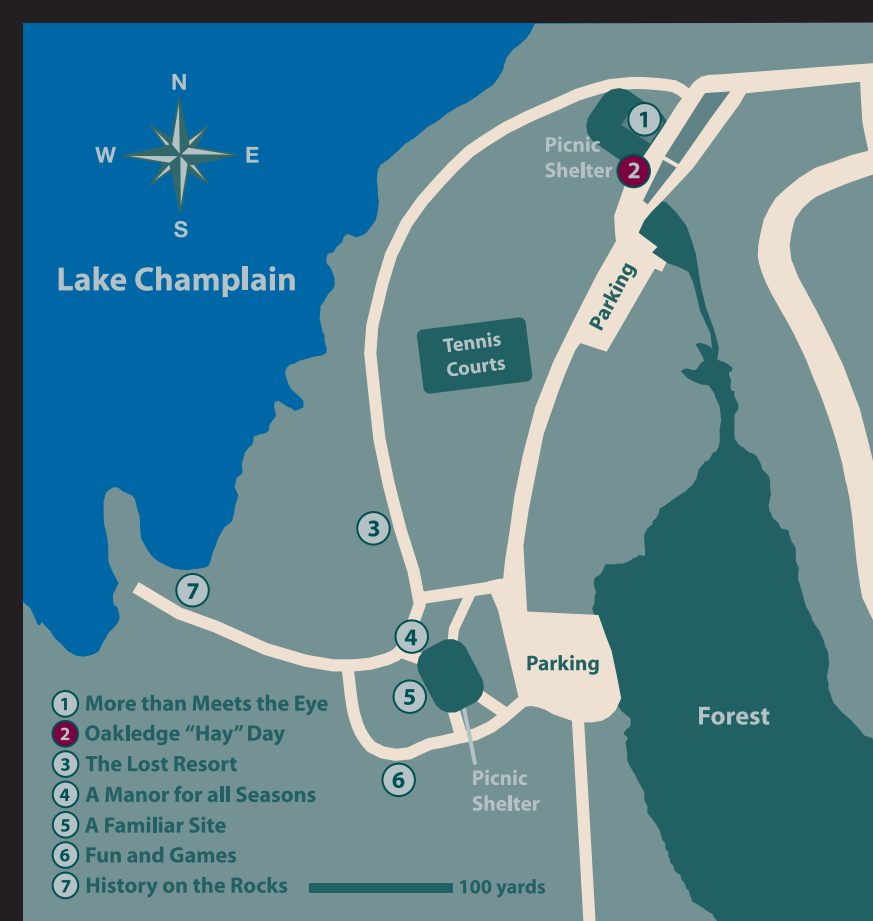 N
W E
S
Lake Champlain
1
Picnic
Shelter
2
Parking
Tennis
Courts
3
7
4
Parking
5
Forest
6
Picnic
Shelter
1 More than Meets the Eye
2 Oakledge “Hay” Day
3 The Lost Resort
4 A Manor for all Seasons
5 A Familiar Site
6 Fun and Games
7 History on the Rocks
100 yards